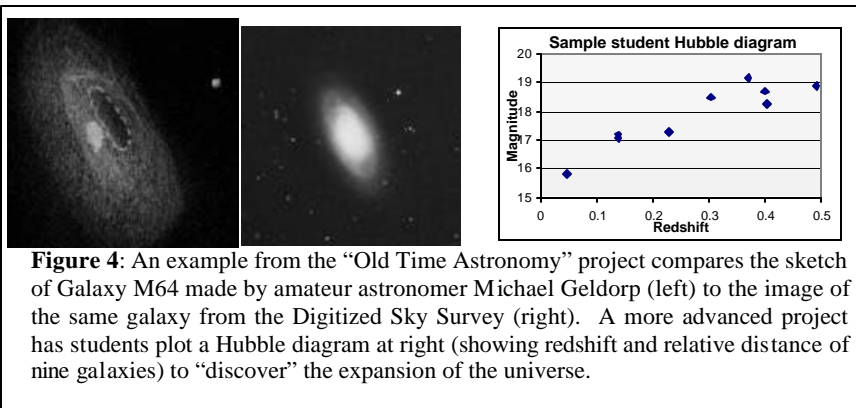 Sample student Hubble diagram
20
19
18
17
16
15
Magnitude
0 0.1 0.2 0.3 0.4 0.5
Redshift
Figure 4: An example from the “Old Time Astronomy” project compares the sketch
of Galaxy M64 made by amateur astronomer Michael Geldorp (left) to the image of
the same galaxy from the Digitized Sky Survey (right).  A more advanced project
has students plot a Hubble diagram at right (showing redshift and relative distance of
nine galaxies) to “discover” the expansion of the universe.